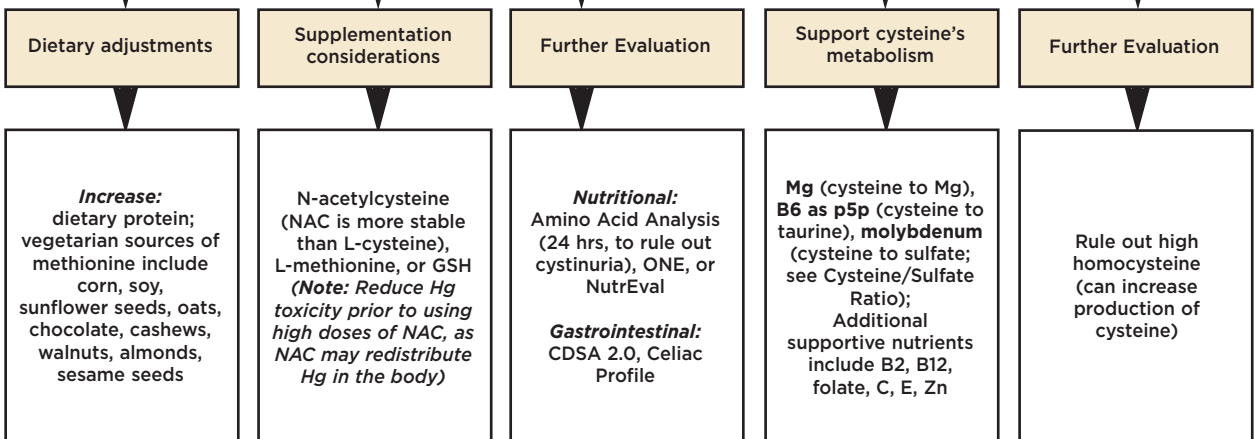 Dietary adjustments
Supplementation
considerations
Further Evaluation
Support cysteine’s
metabolism
Further Evaluation
Increase:
dietary protein;
vegetarian sources of
methionine include
corn, soy,
sunflower seeds, oats,
chocolate, cashews,
walnuts, almonds,
sesame seeds
N-acetylcysteine
(NAC is more stable
than L-cysteine),
L-methionine, or GSH
(Note: Reduce Hg
toxicity prior to using
high doses of NAC, as
NAC may redistribute
Hg in the body)
Nutritional:
Amino Acid Analysis
(24 hrs, to rule out
cystinuria), ONE, or
NutrEval
Gastrointestinal:
CDSA 2.0, Celiac
Profile
Mg (cysteine to Mg),
B6 as p5p (cysteine to
taurine), molybdenum
(cysteine to sulfate;
see Cysteine/Sulfate
Ratio);
Additional
supportive nutrients
include B2, B12,
folate, C, E, Zn
Rule out high
homocysteine
(can increase
production of
cysteine)